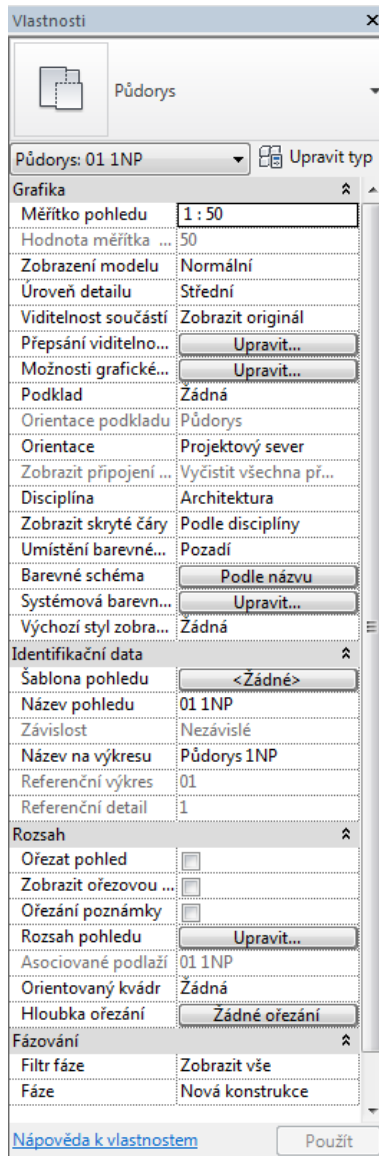 Vlastnosti
Půdorys
Půdorys: 01 1NP Upravit typ
Grafika
Měřítko pohledu 1 : 50
Hodnota měřítka ... 50
Zobrazení modelu Normální
Úroveň detailu Střední
Viditelnost součástí Zobrazit originál
Přepsání viditelno... Upravit...
Možnosti grafické... Upravit...
Podklad Žádná
Orientace podkladu Půdorys
Orientace Projektový sever
Zobrazit připojení ... Vyčistit všechna př...
Disciplína Architektura
Zobrazit skryté čáry Podle disciplíny
Umístění barevné... Pozadí
Barevné schéma Podle názvu
Systémová barevn... Upravit...
Výchozí styl zobra... Žádná
Identifikační data
Šablona pohledu <Žádné>
Název pohledu 01 1NP
Závislost Nezávislé
Název na výkresu Půdorys 1NP
Referenční výkres 01
Referenční detail 1
Rozsah
Ořezat pohled
Zobrazit ořezovou ...
Ořezání poznámky
Rozsah pohledu Upravit...
Asociované podlaží 01 1NP
Orientovaný kvádr Žádná
Hloubka ořezání Žádné ořezání
Fázování
Filtr fáze Zobrazit vše
Fáze Nová konstrukce
Nápověda k vlastnostem Použít